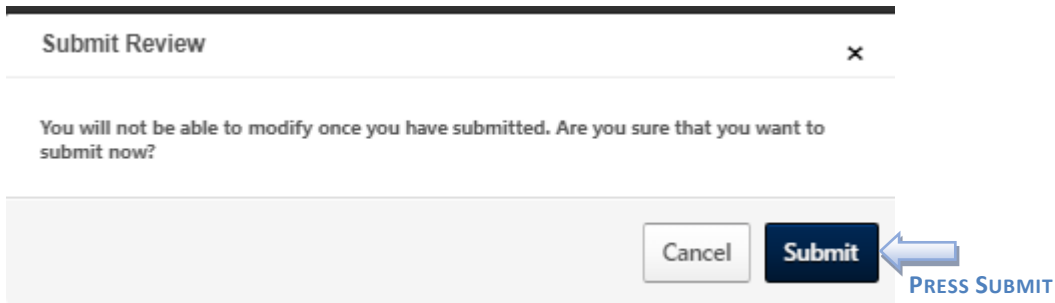 Submit Review
×
You will not be able to modify once you have submitted. Are you sure that you want to
submit now?
Cancel
Submit
PRESS SUBMIT